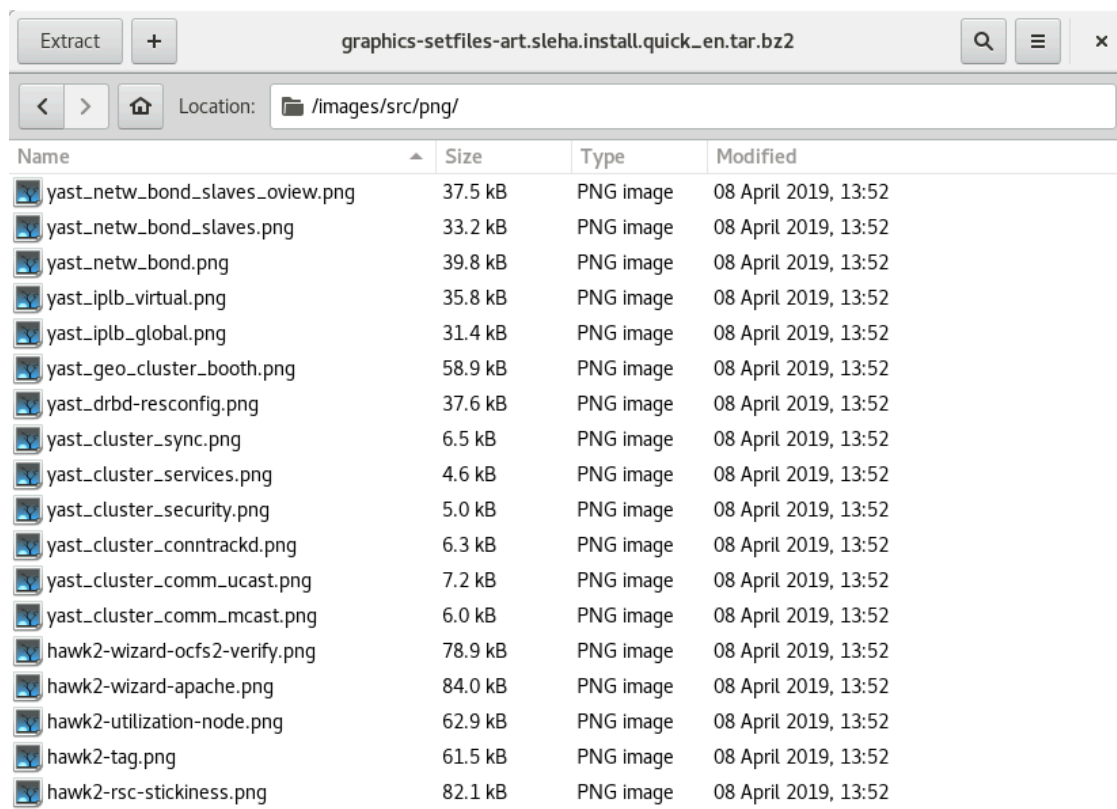 Extract + graphics-setfiles-art.sleha.install.quick_en.tar.bz2
Location: /images/src/png/
Name Size Type Modified
yast_netw_bond_slaves_oview.png 37.5 kB PNG image 08 April 2019, 13:52
yast_netw_bond_slaves.png 33.2 kB PNG image 08 April 2019, 13:52
yast_netw_bond.png 39.8 kB PNG image 08 April 2019, 13:52
yast_iplb_virtual.png 35.8 kB PNG image 08 April 2019, 13:52
yast_iplb_global.png 31.4 kB PNG image 08 April 2019, 13:52
yast_geo_cluster_booth.png 58.9 kB PNG image 08 April 2019, 13:52
yast_drbd-resconfig.png 37.6 kB PNG image 08 April 2019, 13:52
yast_cluster_sync.png 6.5 kB PNG image 08 April 2019, 13:52
yast_cluster_services.png 4.6 kB PNG image 08 April 2019, 13:52
yast_cluster_security.png 5.0 kB PNG image 08 April 2019, 13:52
yast_cluster_conntrackd.png 6.3 kB PNG image 08 April 2019, 13:52
yast_cluster_comm_ucast.png 7.2 kB PNG image 08 April 2019, 13:52
yast_cluster_comm_mcast.png 6.0 kB PNG image 08 April 2019, 13:52
hawk2-wizard-ocfs2-verify.png 78.9 kB PNG image 08 April 2019, 13:52
hawk2-wizard-apache.png 84.0 kB PNG image 08 April 2019, 13:52
hawk2-utilization-node.png 62.9 kB PNG image 08 April 2019, 13:52
hawk2-tag.png 61.5 kB PNG image 08 April 2019, 13:52
hawk2-rsc-stickiness.png 82.1 kB PNG image 08 April 2019, 13:52